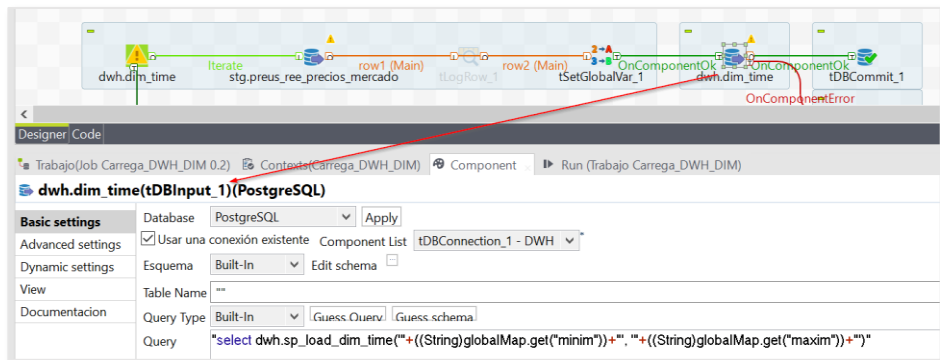 Iterate
row1 (Main)
row2 (Main)
OnComponentOk
OnComponentOk
dwh.dim_time
stg.preus_ree_precios_mercado
tLogRow_1
tSetGlobalVar_1
dwh.dim_time
tDBCommit_1
OnComponentError
Designer Code
Trabajo(Job Carrega_DWH_DIM 0.2) Contexts(Carrega_DWH_DIM) Component Run (Trabajo Carrega_DWH_DIM)
dwh.dim_time(tDBInput_1)(PostgreSQL)
Basic settings
Advanced settings
Dynamic settings
View
Documentacion
Database PostgreSQL Apply
Usar una conexión existente Component List tDBConnection_1 - DWH *
Esquema Built-In Edit schema
Table Name ""
Query Type Built-In Guess Query Guess schema
Query "select dwh.sp_load_dim_time('"+((String)globalMap.get("minim"))+"', '"+((String)globalMap.get("maxim"))+"')"